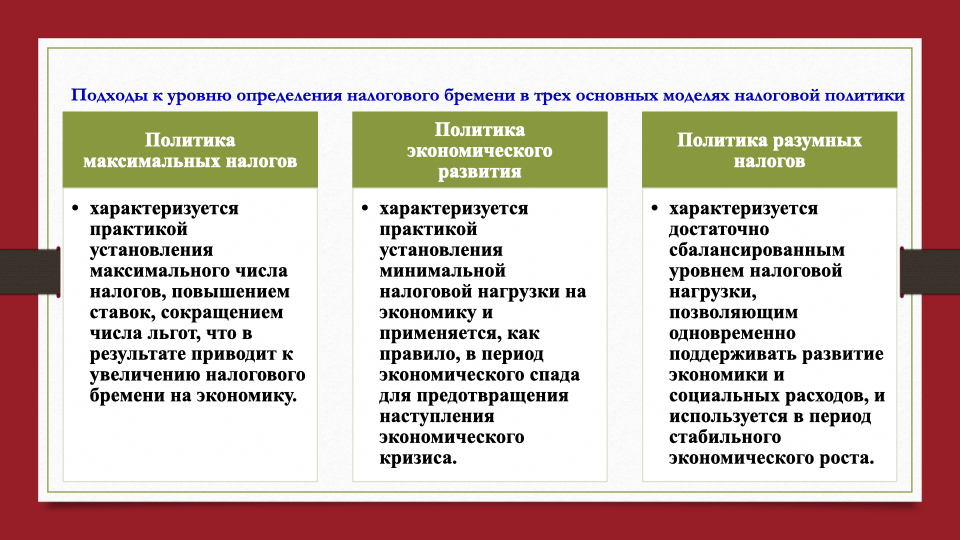 Подходы к уровню определения налогового бремени в трех основных моделях налоговой политики
Политика
максимальных налогов
• характеризуется
практикой
установления
максимального числа
налогов, повышением
ставок, сокращением
числа льгот, что в
результате приводит к
увеличению налогового
бремени на экономику.
Политика
экономического
развития
• характеризуется
практикой
установления
минимальной
налоговой нагрузки на
экономику и
применяется, как
правило, в период
экономического спада
для предотвращения
наступления
экономического
кризиса.
Политика разумных
налогов
• характеризуется
достаточно
сбалансированным
уровнем налоговой
нагрузки,
позволяющим
одновременно
поддерживать развитие
экономики и
социальных расходов, и
используется в период
стабильного
экономического роста.